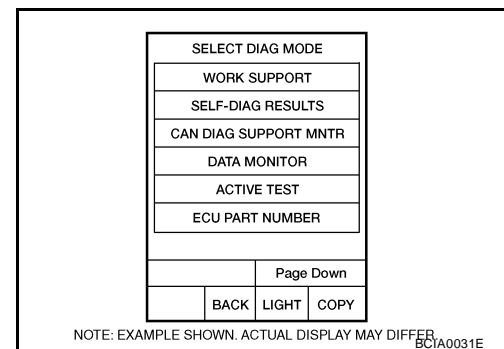 SELECT DIAG MODE
WORK SUPPORT
SELF-DIAG RESULTS
CAN DIAG SUPPORT MNTR
DATA MONITOR
ACTIVE TEST
ECU PART NUMBER
Page Down
BACK LIGHT COPY
NOTE: EXAMPLE SHOWN. ACTUAL DISPLAY MAY DIFFER.
BCIA0031E